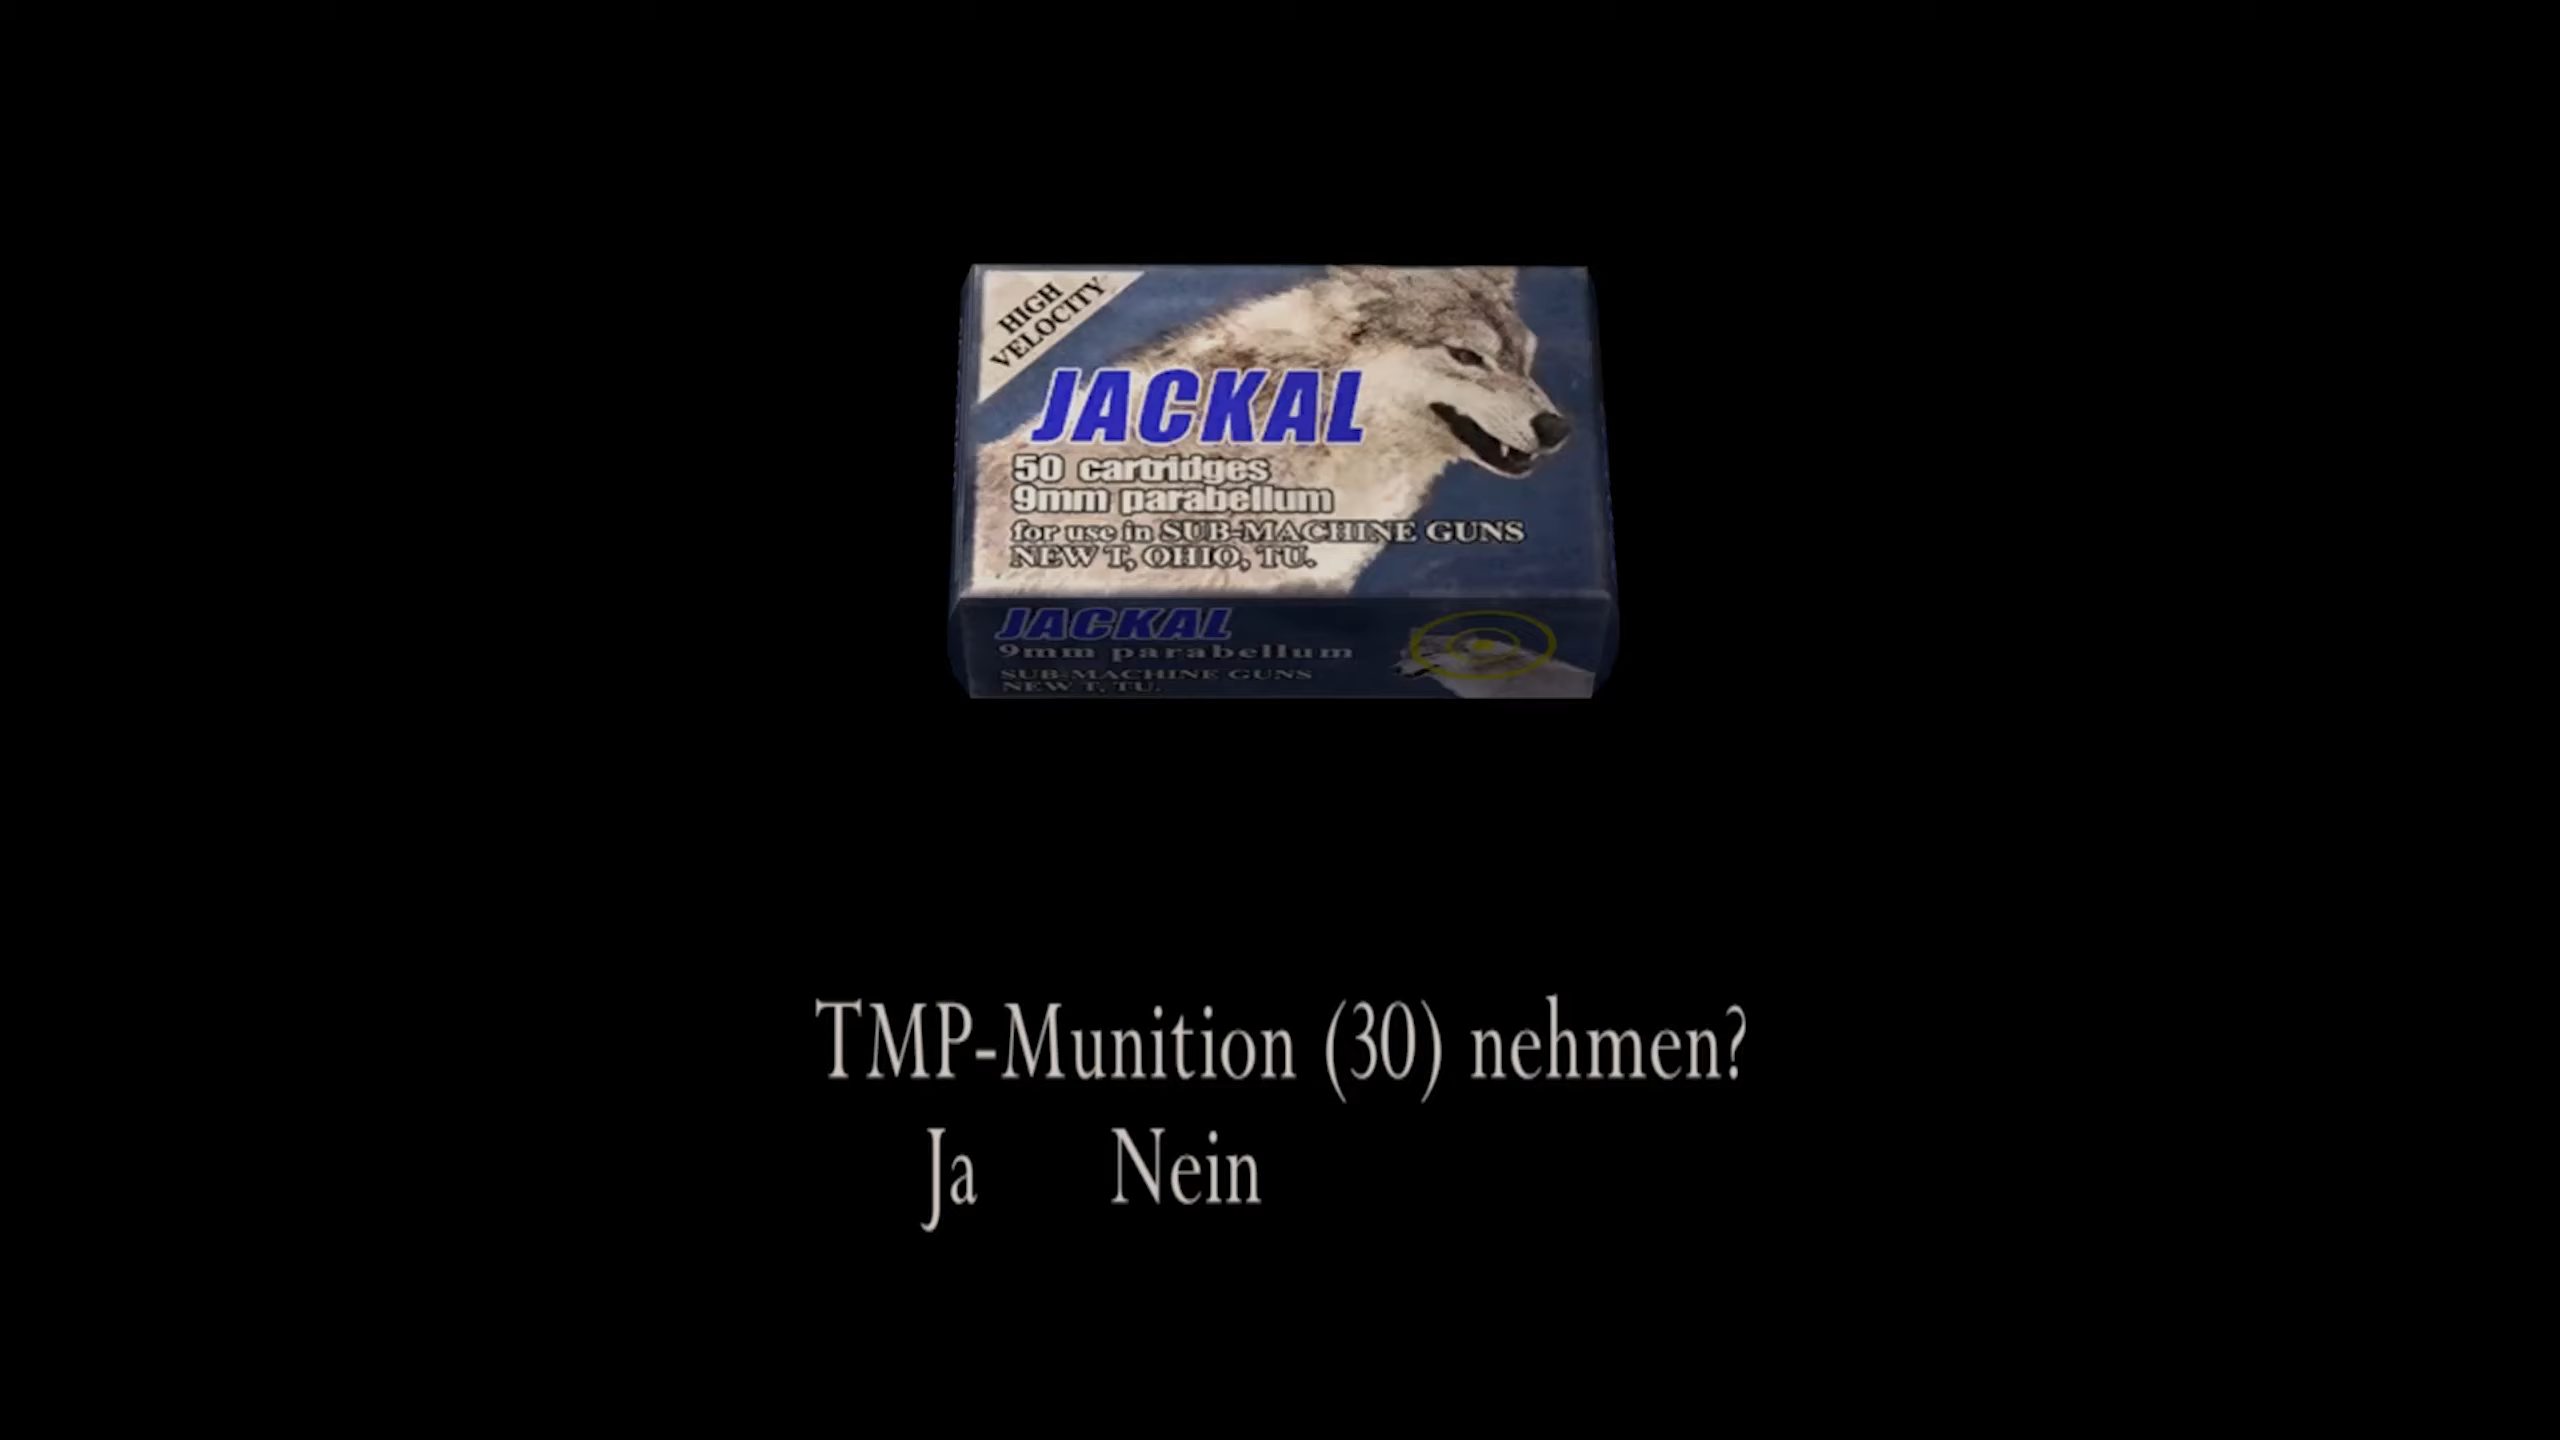 HIGH
VELOCITY
JACKAL
50 cartridges
9mm parabellum
for use in SUB-MACHINE GUNS
NEW T, OHIO, TU.
JACKAL
9mm parabellum
SUB-MACHINE GUNS
NEW T, TU.
TMP-Munition (30) nehmen?
Ja Nein